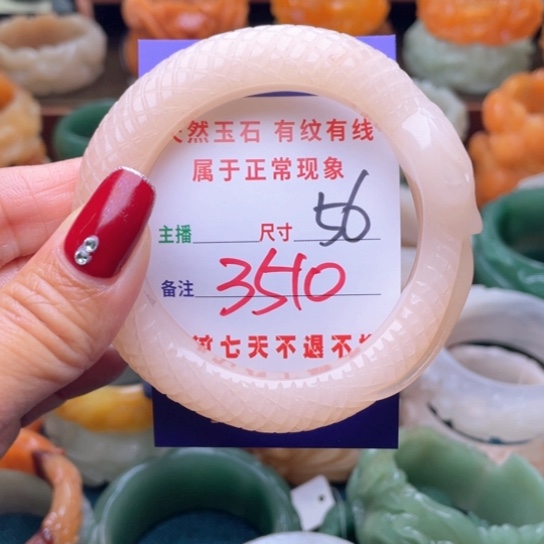 天然玉石 有纹有线
属于正常现象
主播 尺寸 56
备注 3510
七天不退不